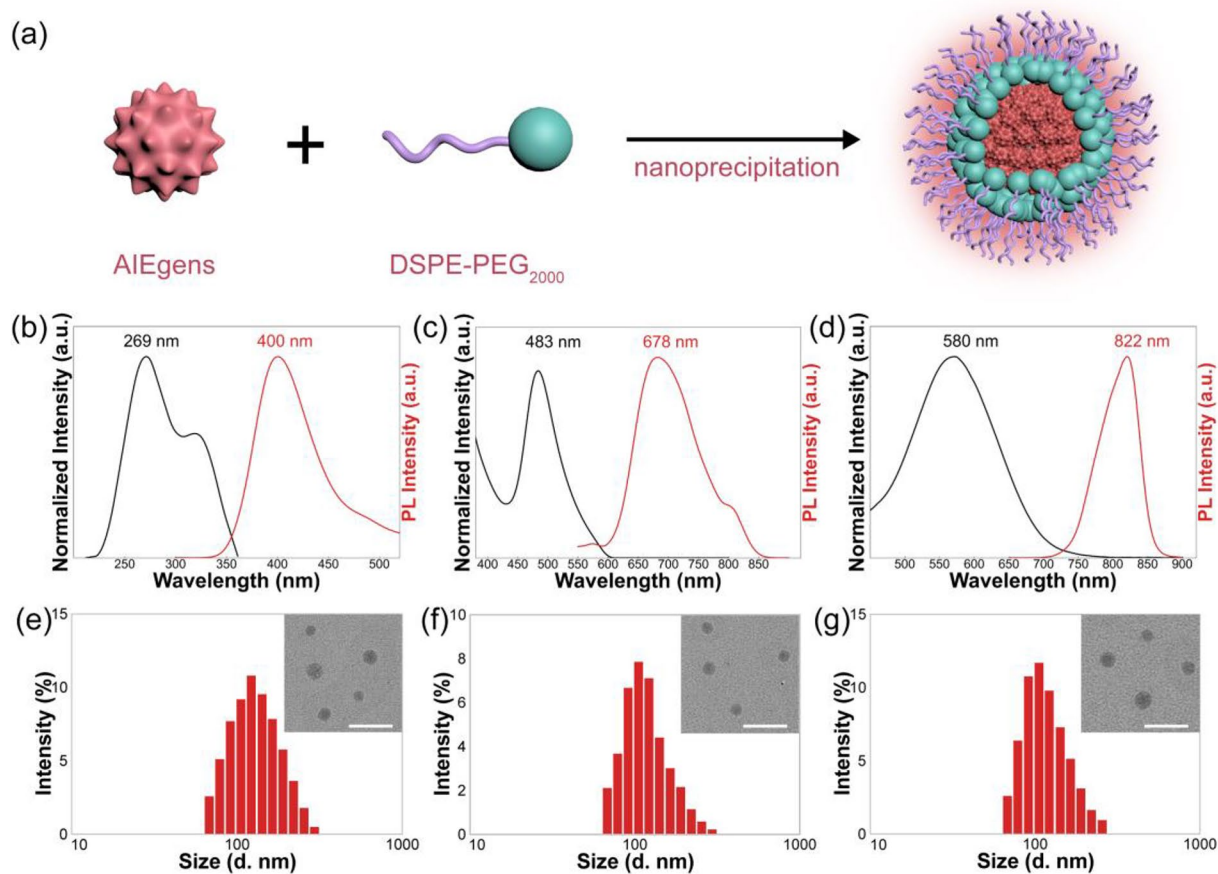 (a)
+
nanoprecipitation
AIEgens
DSPE-PEG2000
(b)
269 nm
400 nm
Normalized Intensity (a.u.)
PL Intensity (a.u.)
250 300 350 400 450 500
Wavelength (nm)
(c)
483 nm
678 nm
Normalized Intensity (a.u.)
PL Intensity (a.u.)
400 450 500 550 600 650 700 750 800 850
Wavelength (nm)
(d)
580 nm
822 nm
Normalized Intensity (a.u.)
PL Intensity (a.u.)
500 550 600 650 700 750 800 850 900
Wavelength (nm)
(e)
15
10
5
0
Intensity (%)
10 100 1000
Size (d. nm)
(f)
10
8
6
4
2
0
Intensity (%)
10 100 1000
Size (d. nm)
(g)
15
10
5
0
Intensity (%)
10 100 1000
Size (d. nm)